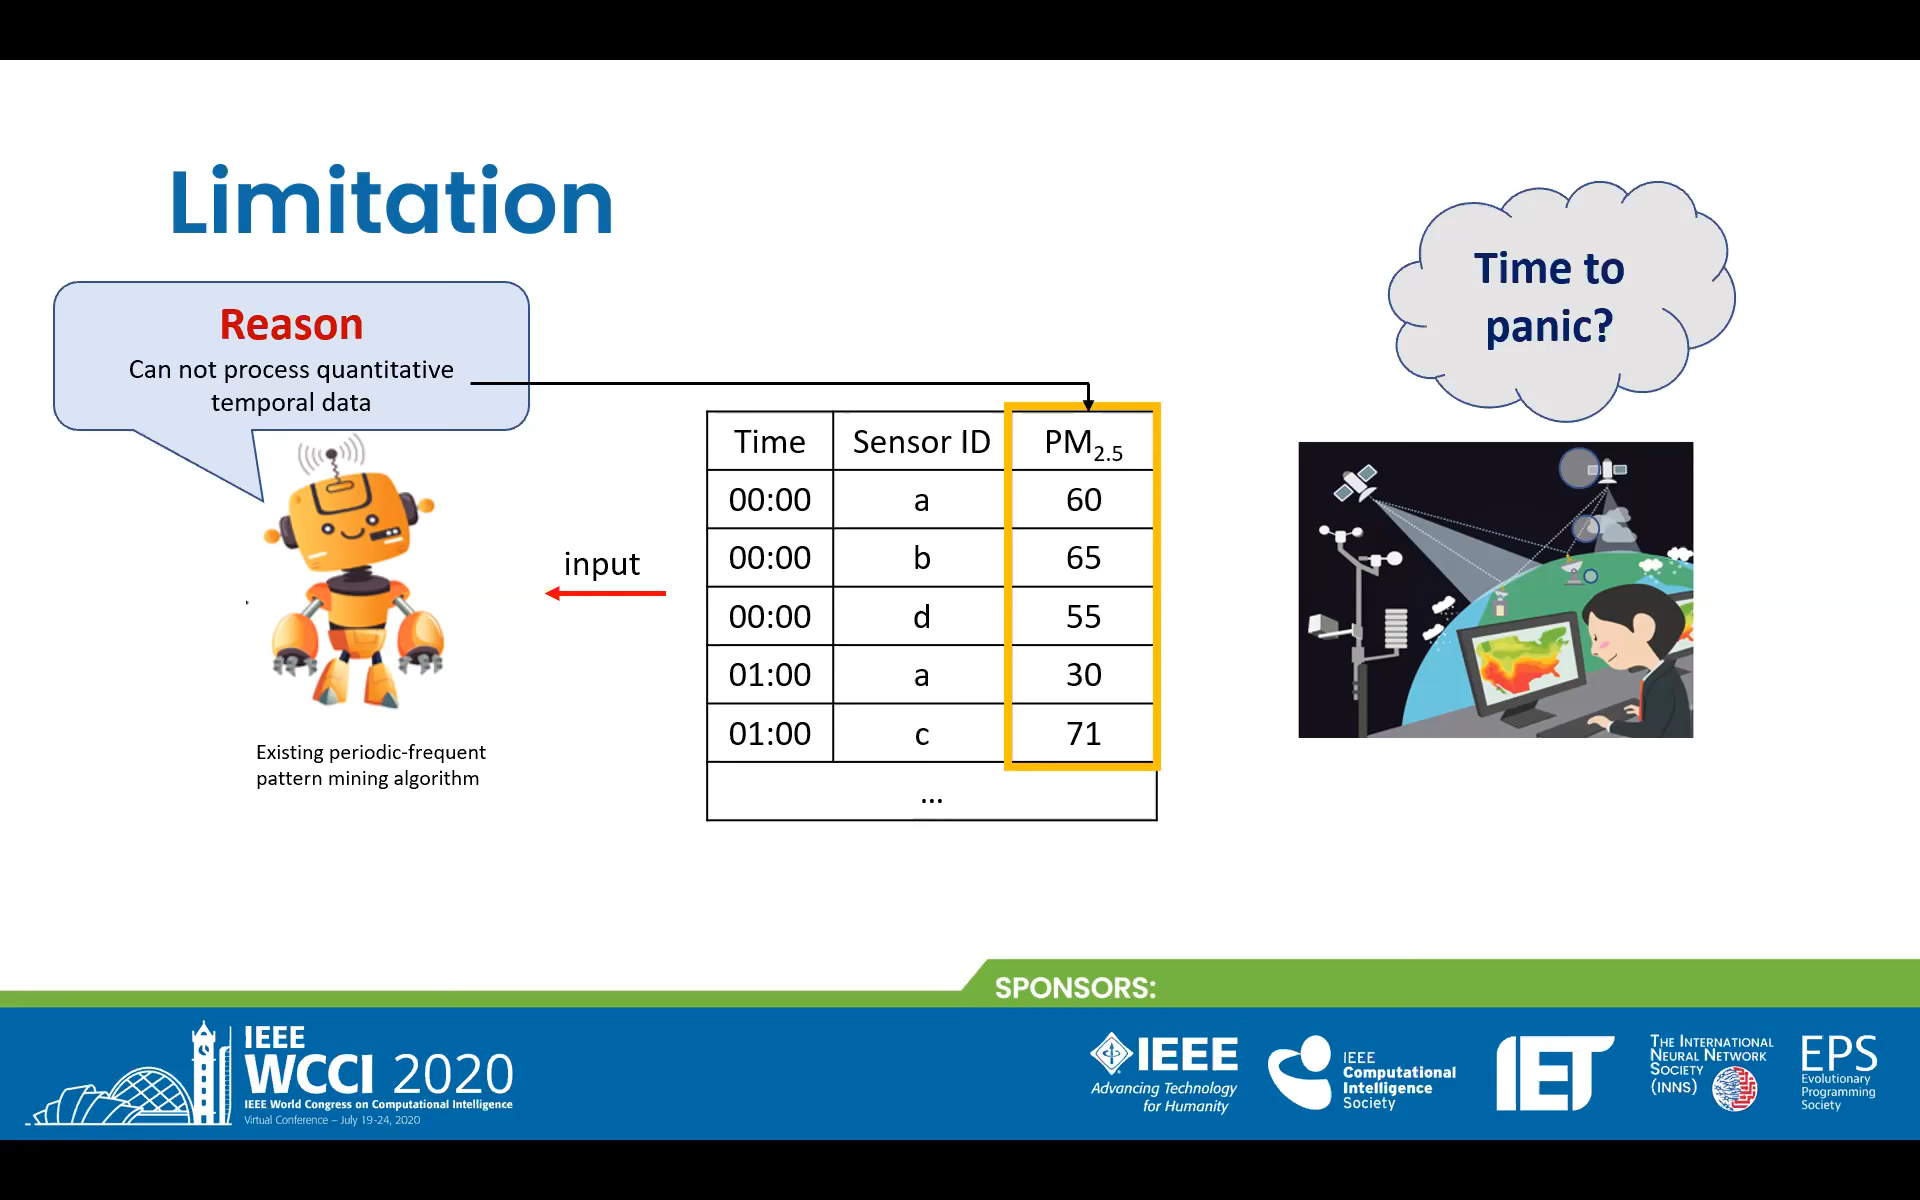 Limitation
Reason
Can not process quantitative
temporal data
Time to
panic?
Time Sensor ID PM2.5
00:00 a 60
00:00 b 65
00:00 d 55
01:00 a 30
01:00 c 71
...
input
Existing periodic-frequent
pattern mining algorithm
SPONSORS:
IEEE
WCCI 2020
IEEE World Congress on Computational Intelligence
Virtual Conference – July 19-24, 2020
IEEE
Advancing Technology
for Humanity
IEEE
Computational
Intelligence
Society
IET
THE INTERNATIONAL
NEURAL NETWORK
SOCIETY
(INNS)
EPS
Evolutionary
Programming
Society